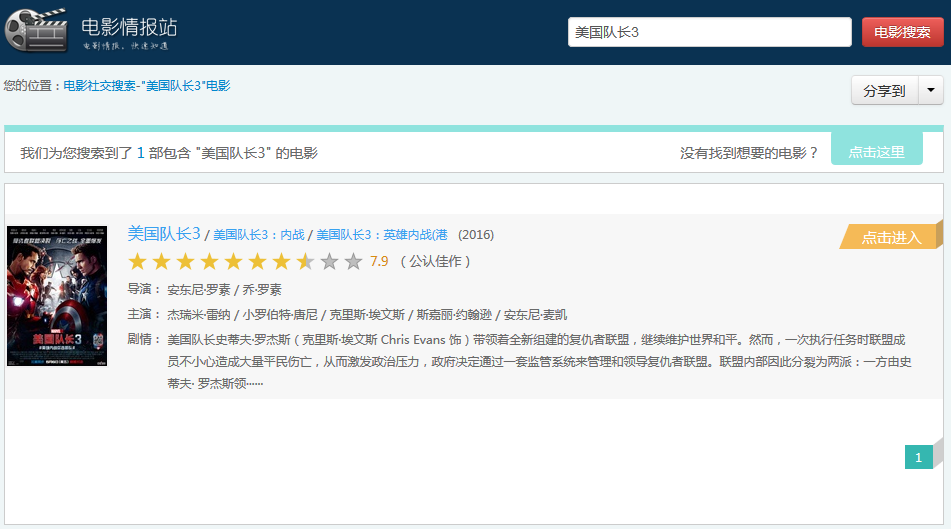 电影情报站
电影情报，快速知道
美国队长3
电影搜索
您的位置：电影社交搜索-"美国队长3"电影
分享到
我们为您搜索到了 1 部包含 "美国队长3" 的电影
没有找到想要的电影？
点击这里
美国队长3 / 美国队长3：内战 / 美国队长3：英雄内战(港 (2016)
点击进入
7.9 （ 公认佳作 ）
导演： 安东尼·罗素 / 乔·罗素
主演： 杰瑞米·雷纳 / 小罗伯特·唐尼 / 克里斯·埃文斯 / 斯嘉丽·约翰逊 / 安东尼·麦凯
剧情： 美国队长史蒂夫·罗杰斯（ 克里斯·埃文斯 Chris Evans 饰 ）带领着全新组建的复仇者联盟，继续维护世界和平。然而，一次执行任务时联盟成
员不小心造成大量平民伤亡，从而激发政治压力，政府决定通过一套监管系统来管理和领导复仇者联盟。联盟内部因此分裂为两派：一方由史
蒂夫· 罗杰斯领······
MARVEL
美国队长3
1